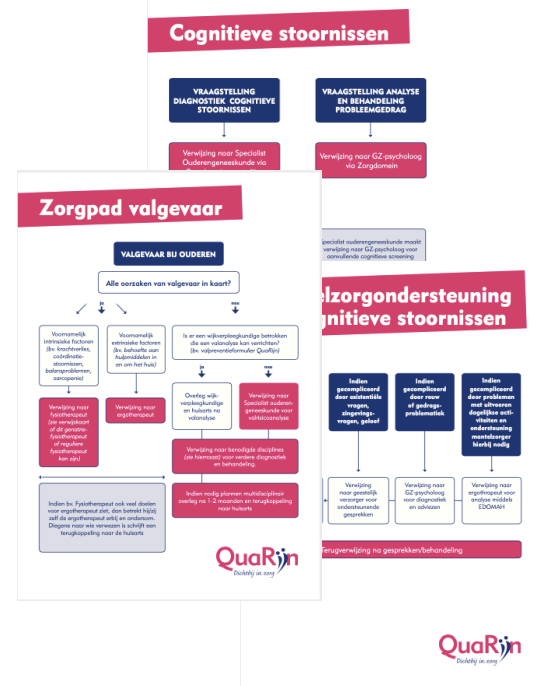 Cognitieve stoornissen
VRAAGSTELLING
DIAGNOSTIEK COGNITIEVE
STOORNISSEN
VRAAGSTELLING ANALYSE
EN BEHANDELING
PROBLEEMGEDRAG
Verwijzing naar Specialist
Ouderengeneeskunde via
Verwijzing naar GZ-psycholoog
via Zorgdomein
specialist ouderengeneeskunde maakt
verwijzing naar GZ-psycholoog voor
aanvullende cognitieve screening
Zorgpad valgevaar
VALGEVAAR BIJ OUDEREN
Alle oorzaken van valgevaar in kaart?
ja
nee
Voornamelijk
intrinsieke factoren
(bv. krachtverlies,
coördinatie-
stoornissen,
balansproblemen,
sarcopenie)
Voornamelijk
extrinsieke factoren
(bv. behoefte aan
hulpmiddelen in
en om het huis)
Is er een wijkverpleegkundige betrokken
die een valanalyse kan verrichten?
(bv. valpreventieformulier QuaRijn)
ja
nee
Verwijzing naar
fysiotherapeut
(zie verwijskaart
of dit geriatrie-
fysiotherapeut
of reguliere
fysiotherapeut
kan zijn)
Verwijzing naar
ergotherapeut
Overleg wijk-
verpleegkundige
en huisarts na
valanalyse
Verwijzing naar
Specialist ouderen-
geneeskunde voor
valrisicoanalyse
Verwijzing naar benodigde disciplines
(zie hiernaast) voor verdere diagnostiek
en behandeling.
Indien nodig plannen multidisciplinair
overleg na 1-2 maanden en terugkoppeling
naar huisarts
Indien bv. Fysiotherapeut ook veel doelen
voor ergotherapeut ziet, dan betrekt hij/zij
zelf de ergotherapeut erbij en andersom.
Diegene naar wie verwezen is schrijft een
terugkoppeling naar de huisarts
QuaRijn
Dichtbij in zorg
elzorgondersteuning
gnitieve stoornissen
Indien
gecompliceerd
door existentiële
vragen,
zingevings-
vragen, geloof
Indien
gecompliceerd
door rouw
of gedrags-
problematiek
Indien
gecompliceerd
door problemen
met uitvoeren
dagelijkse acti-
viteiten en
ondersteuning
mantelzorger
hierbij nodig
Verwijzing
naar geestelijk
verzorger voor
ondersteunende
gesprekken
Verwijzing naar
GZ-psycholoog
voor diagnostiek
en adviezen
Verwijzing naar
ergotherapeut voor
analyse middels
EDOMAH
Terugverwijzing na gesprekken/behandeling
QuaRijn
Dichtbij in zorg